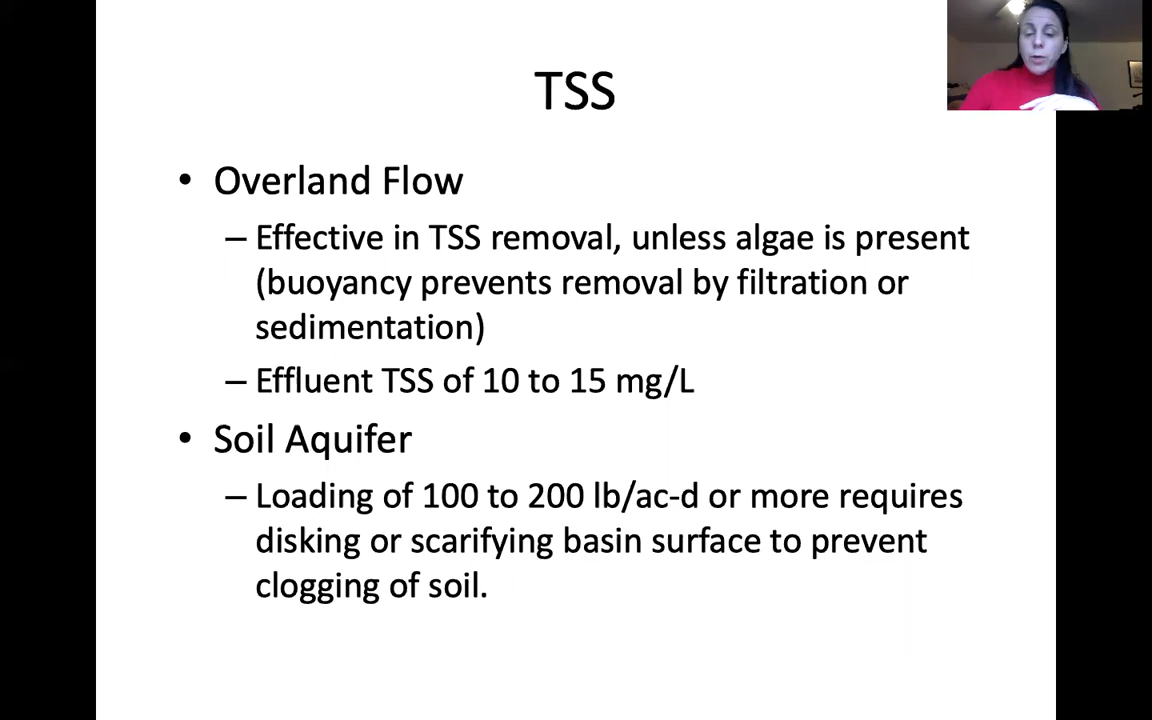 TSS
• Overland Flow
– Effective in TSS removal, unless algae is present
(buoyancy prevents removal by filtration or
sedimentation)
– Effluent TSS of 10 to 15 mg/L
• Soil Aquifer
– Loading of 100 to 200 lb/ac-d or more requires
disking or scarifying basin surface to prevent
clogging of soil.